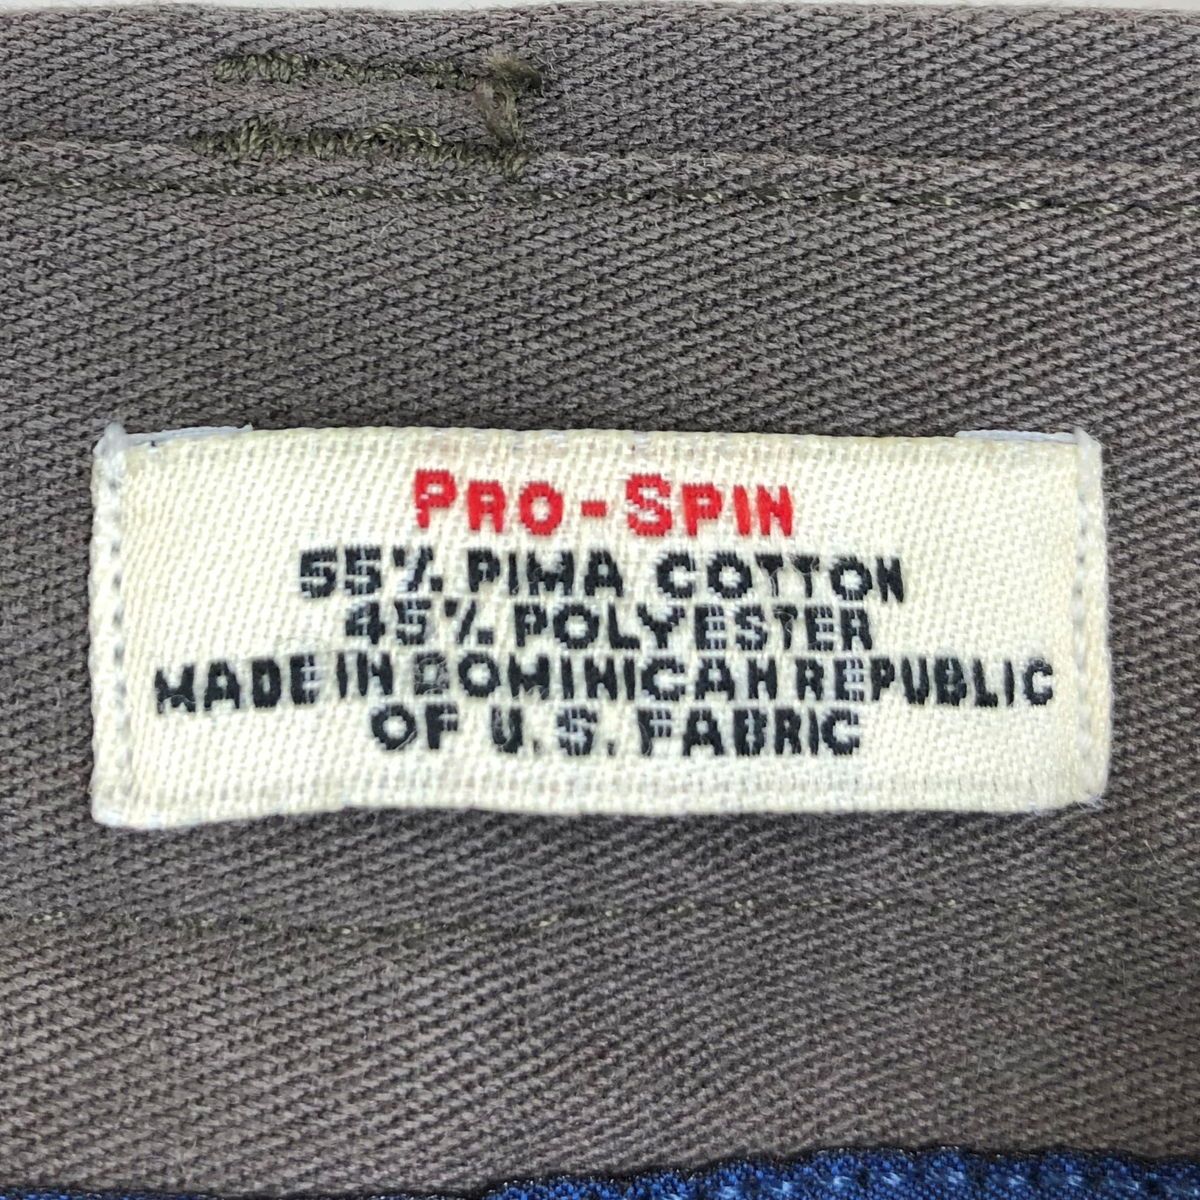 PRO-SPIN
55% PIMA COTTON
45% POLYESTER
MADE IN DOMINICAN REPUBLIC
OF U.S. FABRIC